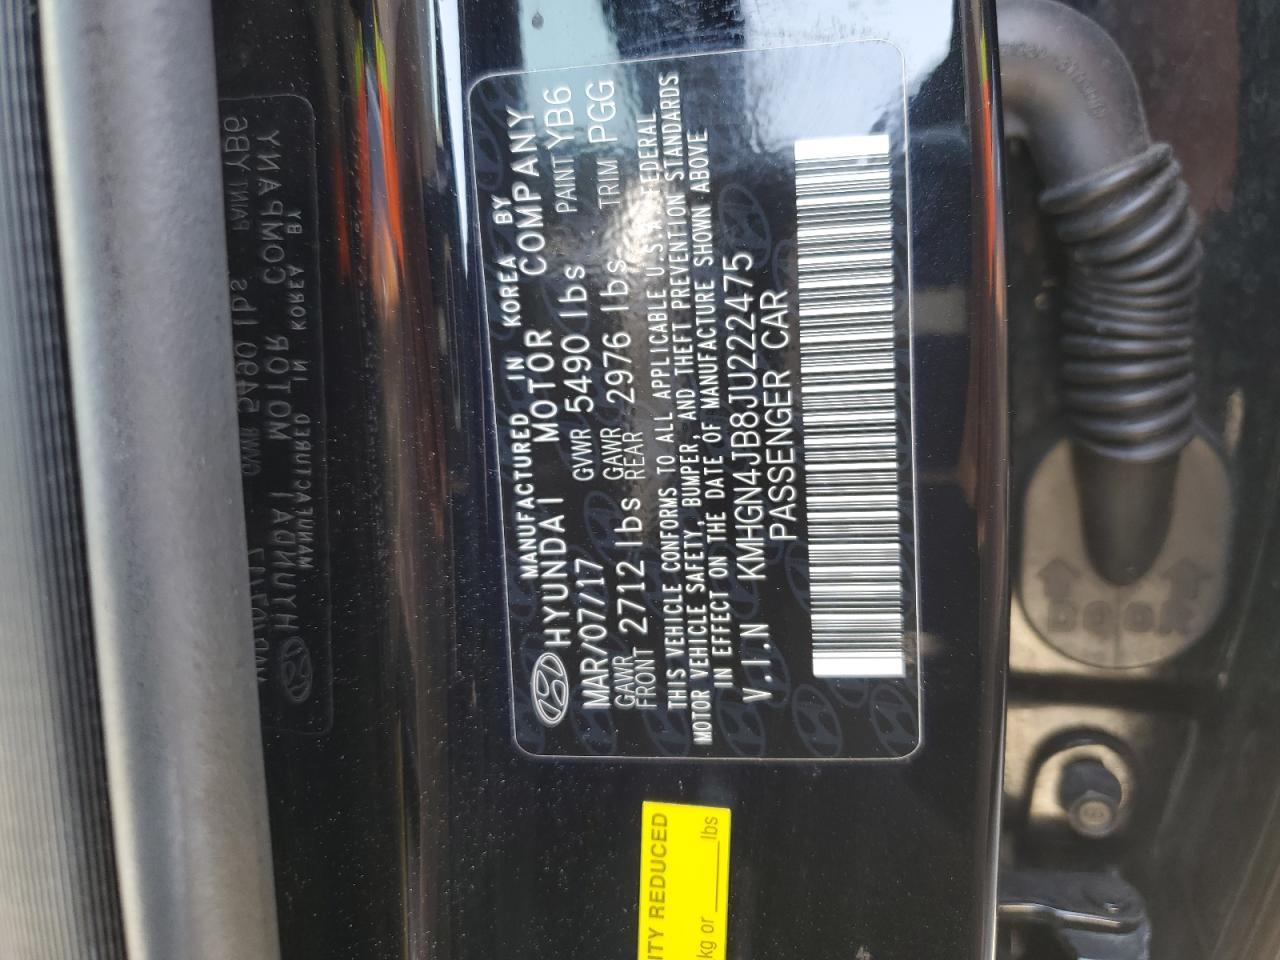 MANUFACTURED IN KOREA BY
HYUNDAI MOTOR COMPANY
MAR/07/17 GVWR 5490 lbs PAINT YB6
GAWR FRONT 2712 lbs GAWR REAR 2976 lbs TRIM PGG
THIS VEHICLE CONFORMS TO ALL APPLICABLE U.S.A FEDERAL
MOTOR VEHICLE SAFETY, BUMPER, AND THEFT PREVENTION STANDARDS
IN EFFECT ON THE DATE OF MANUFACTURE SHOWN ABOVE
V.I.N KMHGN4JB8JU222475
PASSENGER CAR
ITY REDUCED
kg or ____lbs
DOOR